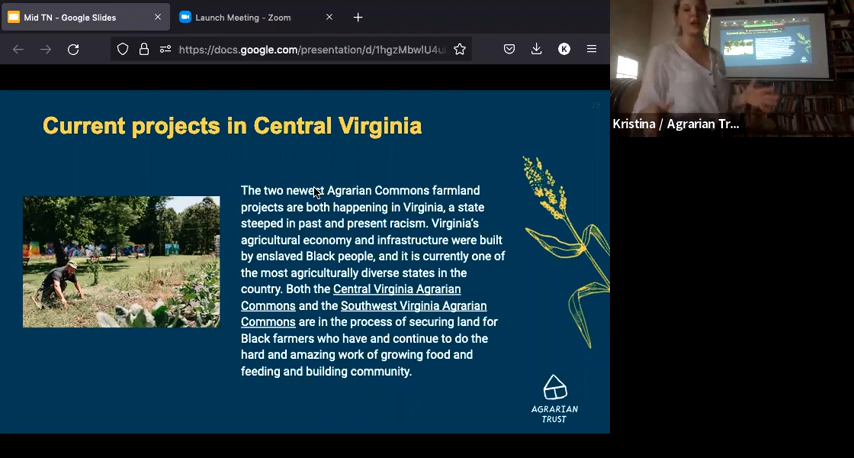 Mid TN - Google Slides
Launch Meeting - Zoom
https://docs.google.com/presentation/d/1hgzMbwlU4u
K
Kristina / Agrarian Tr...
Current projects in Central Virginia
The two newest Agrarian Commons farmland
projects are both happening in Virginia, a state
steeped in past and present racism. Virginia's
agricultural economy and infrastructure were built
by enslaved Black people, and it is currently one of
the most agriculturally diverse states in the
country. Both the Central Virginia Agrarian
Commons and the Southwest Virginia Agrarian
Commons are in the process of securing land for
Black farmers who have and continue to do the
hard and amazing work of growing food and
feeding and building community.
AGRARIAN
TRUST